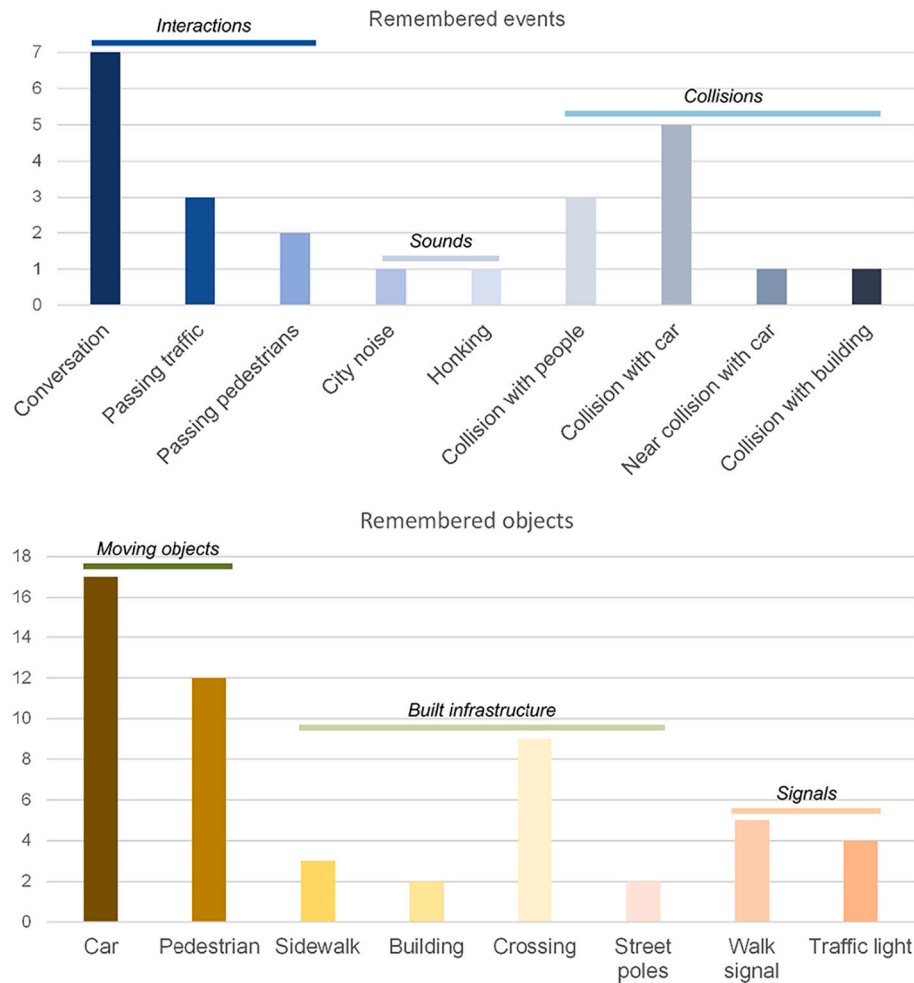 Remembered events
Interactions
Collisions
Sounds
7
6
5
4
3
2
1
0
Conversation
Passing traffic
Passing pedestrians
City noise
Honking
Collision with people
Collision with car
Near collision with car
Collision with building
Remembered objects
Moving objects
Built infrastructure
Signals
18
16
14
12
10
8
6
4
2
0
Car
Pedestrian
Sidewalk
Building
Crossing
Street
poles
Walk
signal
Traffic light